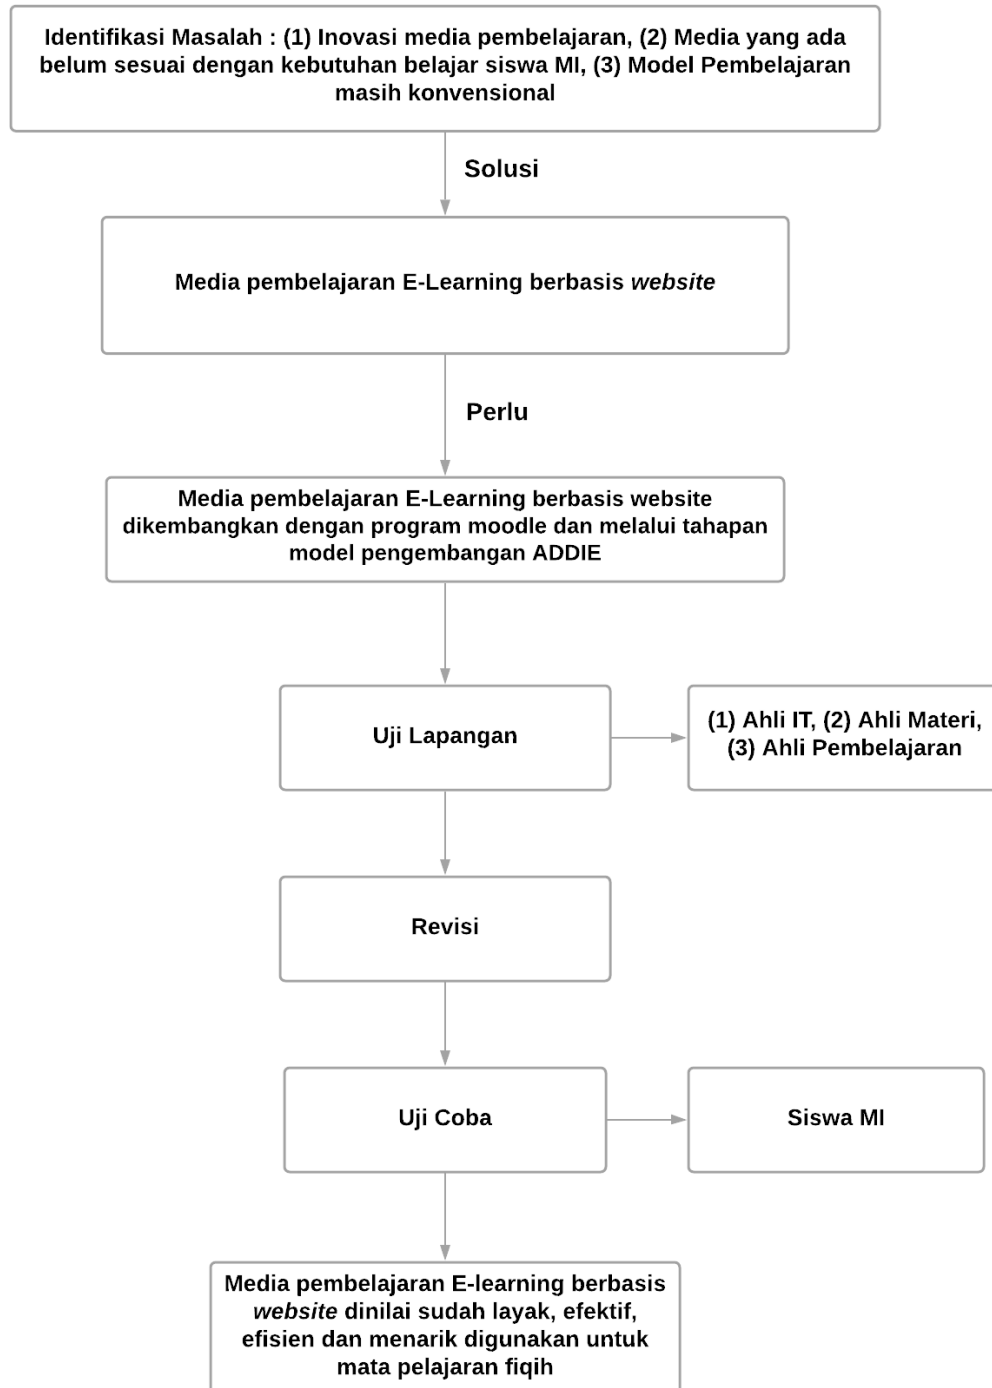 Identifikasi Masalah : (1) Inovasi media pembelajaran, (2) Media yang ada
belum sesuai dengan kebutuhan belajar siswa MI, (3) Model Pembelajaran
masih konvensional
Solusi
Media pembelajaran E-Learning berbasis website
Perlu
Media pembelajaran E-Learning berbasis website
dikembangkan dengan program moodle dan melalui tahapan
model pengembangan ADDIE
Uji Lapangan
(1) Ahli IT, (2) Ahli Materi,
(3) Ahli Pembelajaran
Revisi
Uji Coba
Siswa MI
Media pembelajaran E-learning berbasis
website dinilai sudah layak, efektif,
efisien dan menarik digunakan untuk
mata pelajaran fiqih